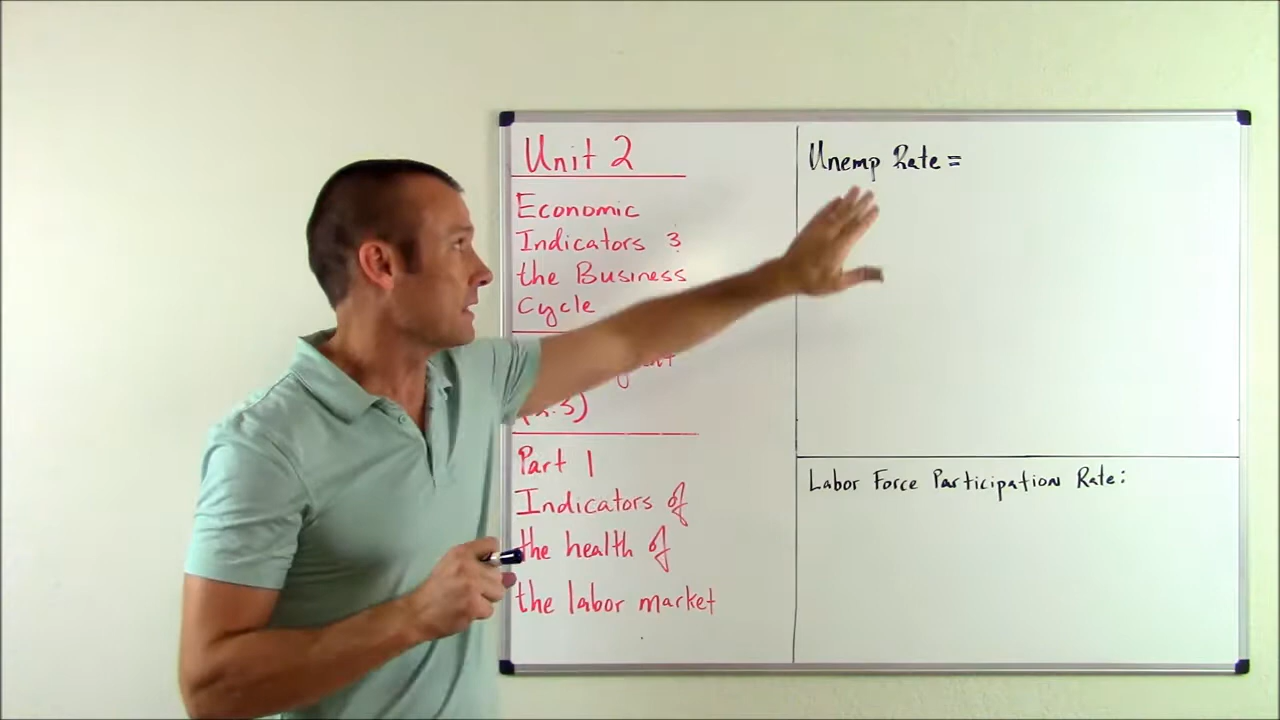 Unit 2
Economic
Indicators &
the Business
Cycle
Part 1
Indicators of
the health of
the labor market
Unemp Rate =
Labor Force Participation Rate: